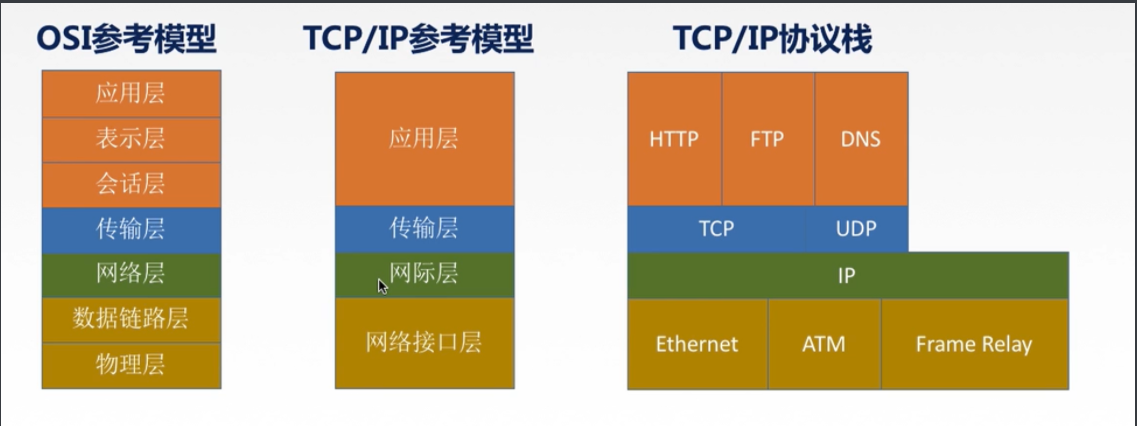 OSI参考模型
应用层
表示层
会话层
传输层
网络层
数据链路层
物理层
TCP/IP参考模型
应用层
传输层
网际层
网络接口层
TCP/IP协议栈
HTTP FTP DNS
TCP UDP
IP
Ethernet ATM Frame Relay